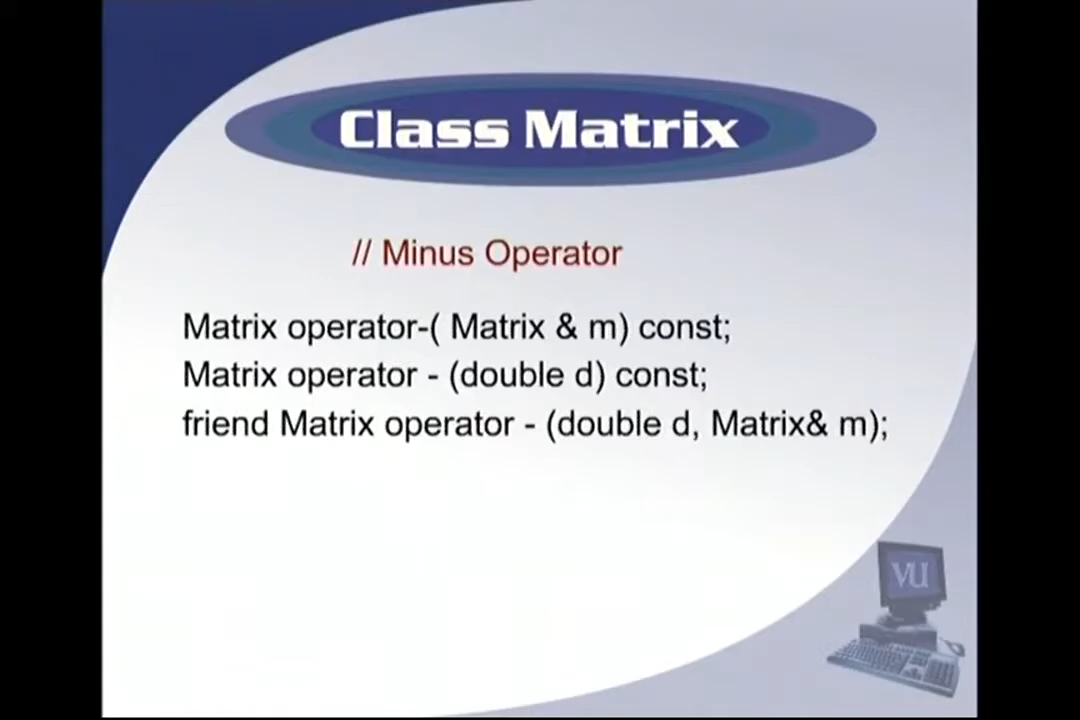 Class Matrix
// Minus Operator
Matrix operator-( Matrix & m) const;
Matrix operator - (double d) const;
friend Matrix operator - (double d, Matrix& m);
VU